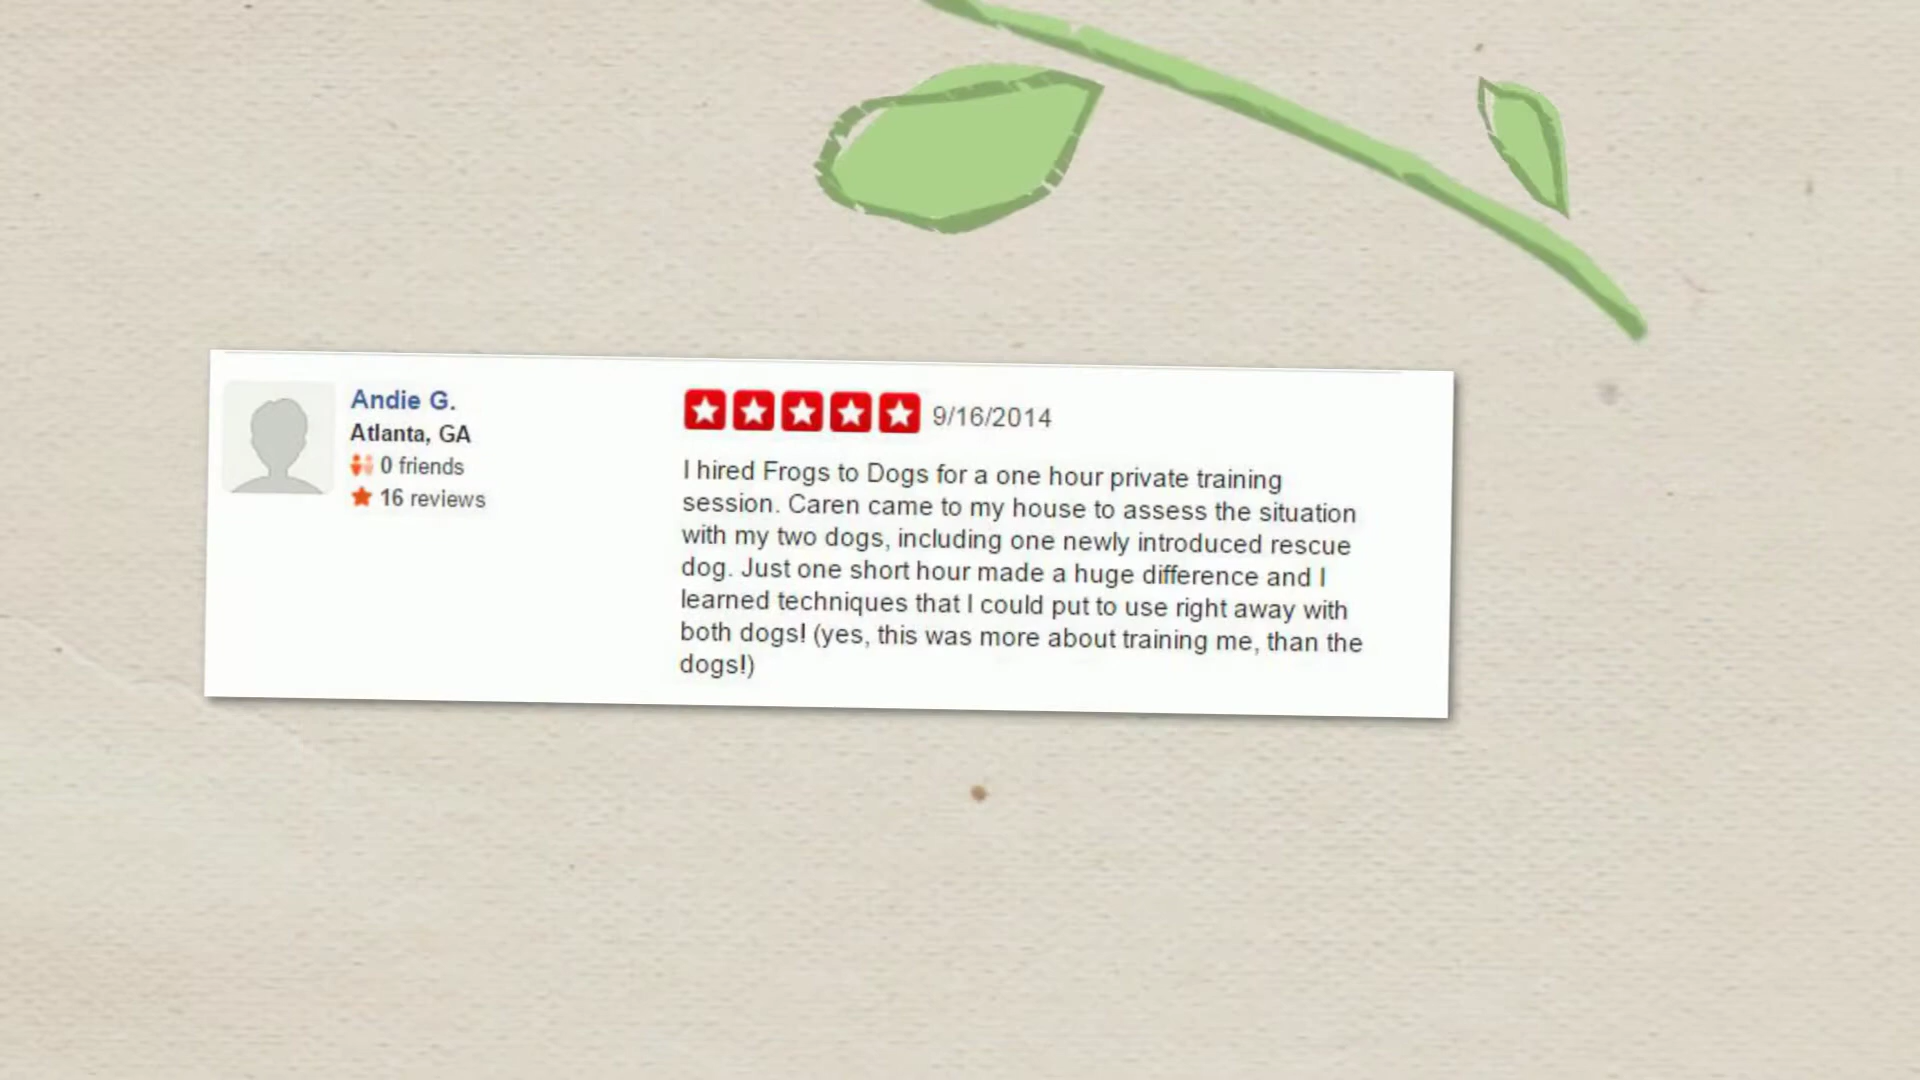 Andie G.
Atlanta, GA
0 friends
16 reviews
9/16/2014
I hired Frogs to Dogs for a one hour private training
session. Caren came to my house to assess the situation
with my two dogs, including one newly introduced rescue
dog. Just one short hour made a huge difference and I
learned techniques that I could put to use right away with
both dogs! (yes, this was more about training me, than the
dogs!)